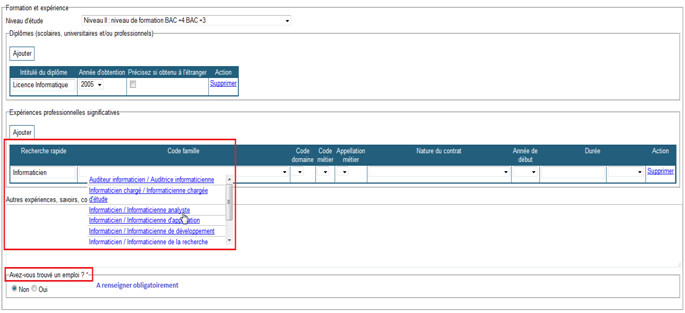 Formation et expérience
Niveau d'étude Niveau II : niveau de formation BAC +4 BAC +3
Diplômes (scolaires, universitaires et/ou professionnels)
Ajouter
Intitulé du diplôme Année d'obtention Précisez si obtenu à l'étranger Action
Licence Informatique 2005 Supprimer
Expériences professionnelles significatives
Ajouter
Recherche rapide Code famille Code domaine Code métier Appellation métier Nature du contrat Année de début Durée Action
Informaticien Supprimer
Auditeur informaticien / Auditrice informaticienne
Informaticien chargé / Informaticienne chargée
d'étude
Autres expériences, savoirs, co
Informaticien / Informaticienne analyste
Informaticien / Informaticienne d'application
Informaticien / Informaticienne de développement
Informaticien / Informaticienne de la recherche
Avez-vous trouvé un emploi ? *
Non Oui A renseigner obligatoirement